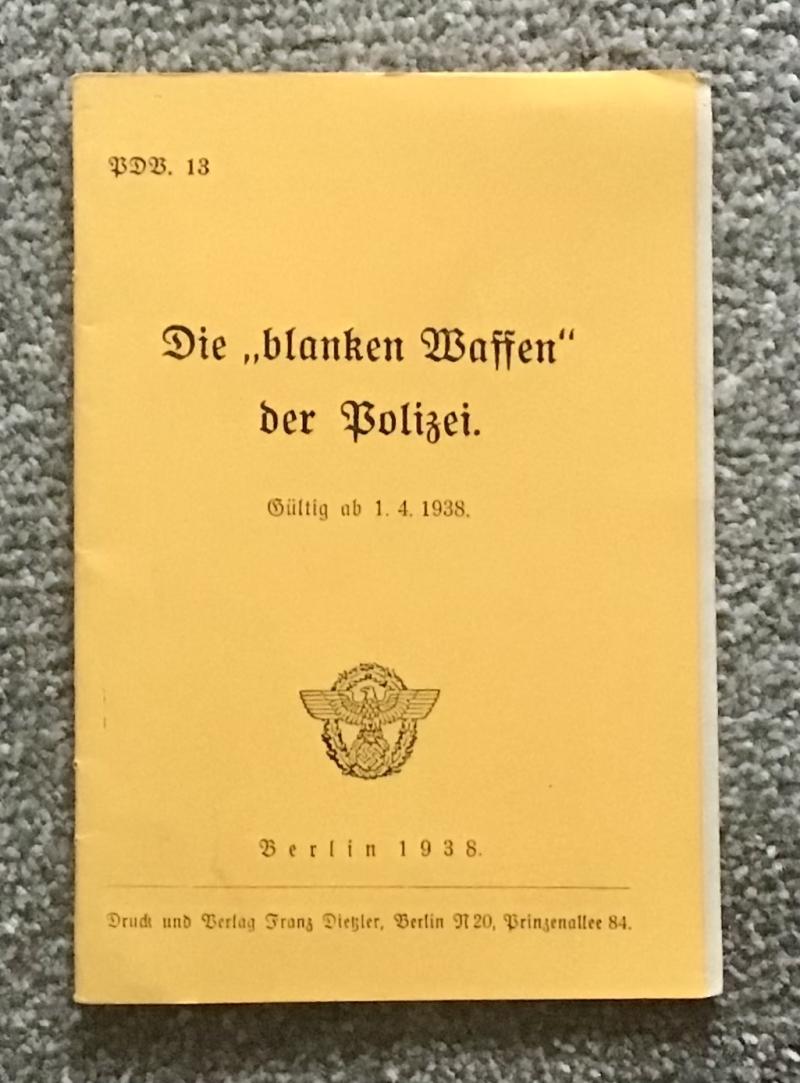 PDV. 13
Die „blanken Waffen“
der Polizei.
Gültig ab 1. 4. 1938.
Berlin 1938.
Druck und Verlag Franz Dietzler, Berlin N 20, Prinzenallee 84.